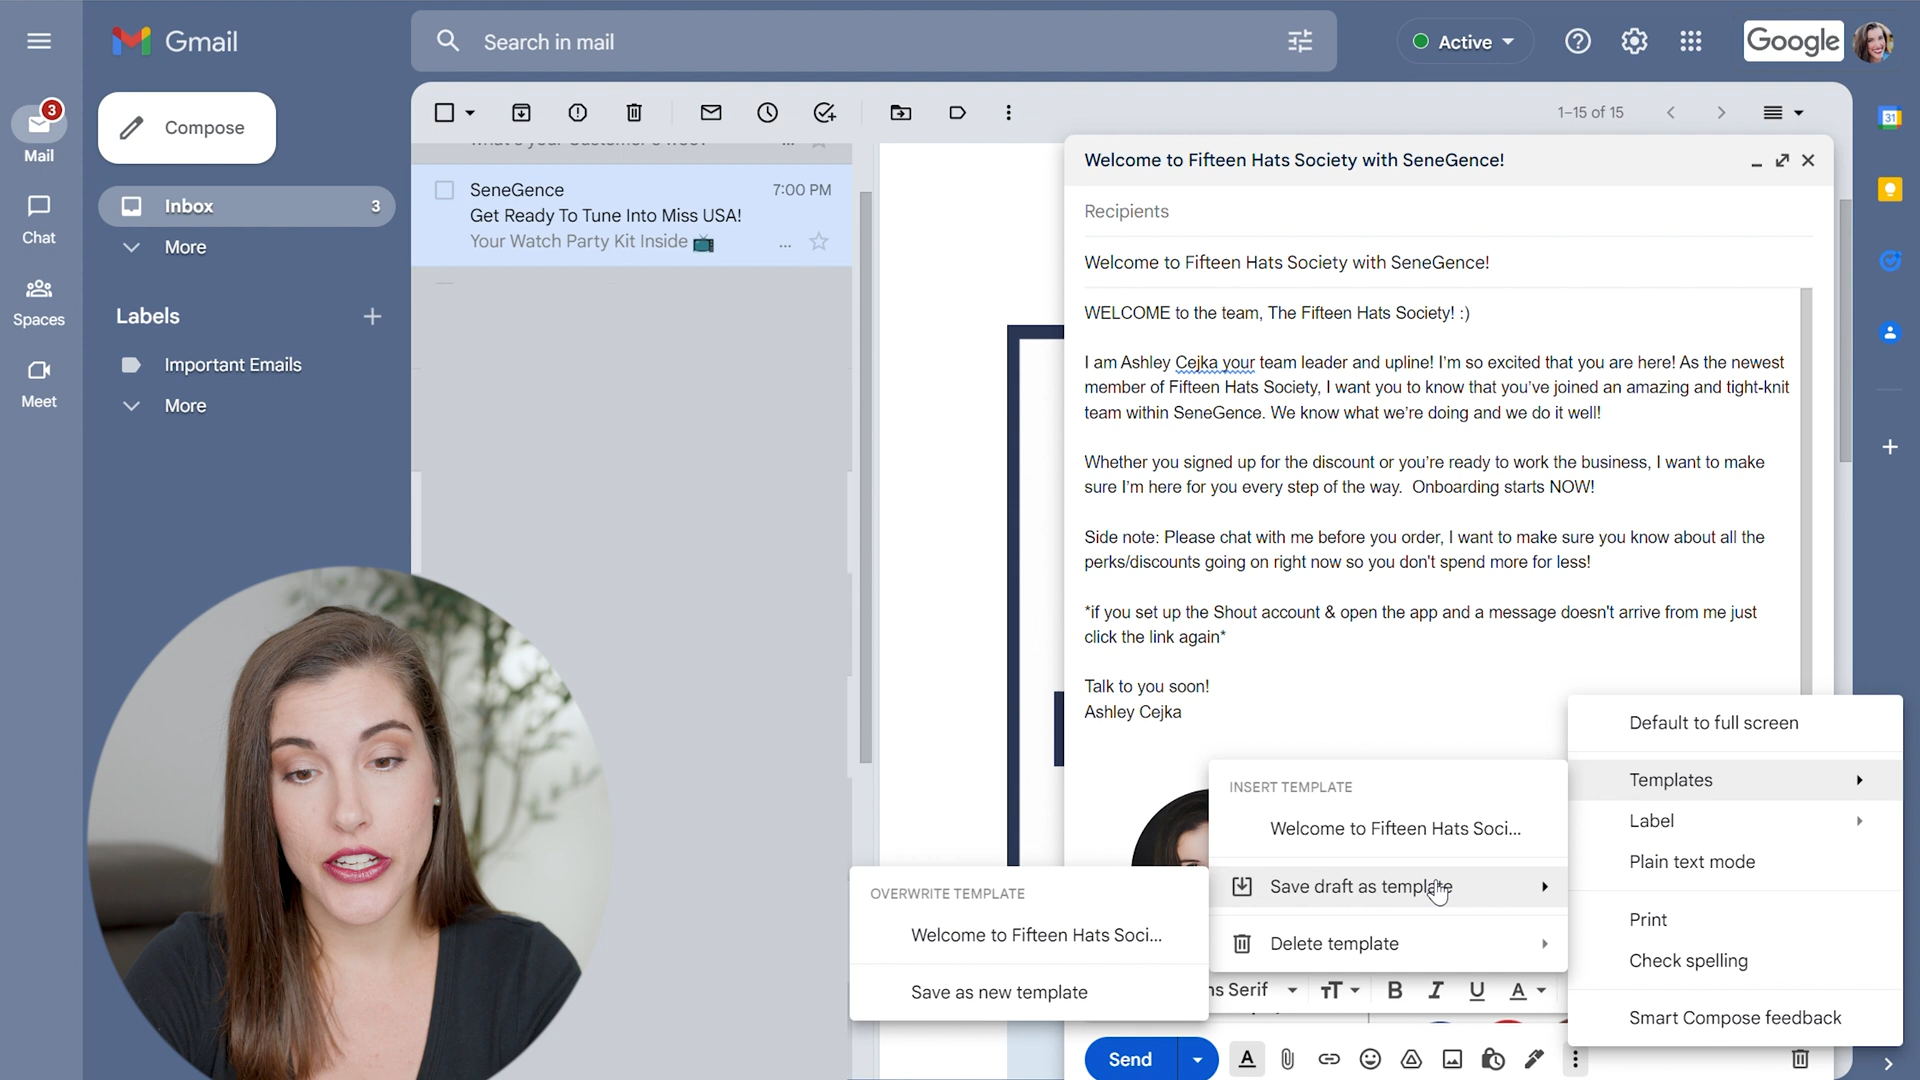 Gmail
Search in mail
Active
Google
3
Mail
Compose
1–15 of 15
31
Inbox 3
More
Chat
Spaces
Meet
Labels
Important Emails
More
SeneGence 7:00 PM
Get Ready To Tune Into Miss USA!
Your Watch Party Kit Inside
...
Welcome to Fifteen Hats Society with SeneGence!
Recipients
Welcome to Fifteen Hats Society with SeneGence!
WELCOME to the team, The Fifteen Hats Society! :)
I am Ashley Cejka your team leader and upline! I'm so excited that you are here! As the newest
member of Fifteen Hats Society, I want you to know that you've joined an amazing and tight-knit
team within SeneGence. We know what we're doing and we do it well!
Whether you signed up for the discount or you're ready to work the business, I want to make
sure I'm here for you every step of the way.  Onboarding starts NOW!
Side note: Please chat with me before you order, I want to make sure you know about all the
perks/discounts going on right now so you don't spend more for less!
*if you set up the Shout account & open the app and a message doesn't arrive from me just
click the link again*
Talk to you soon!
Ashley Cejka
Default to full screen
Templates
Label
Plain text mode
Print
Check spelling
Smart Compose feedback
INSERT TEMPLATE
Welcome to Fifteen Hats Soci...
Save draft as template
Delete template
OVERWRITE TEMPLATE
Welcome to Fifteen Hats Soci...
Save as new template
ns Serif
B I U A
Send